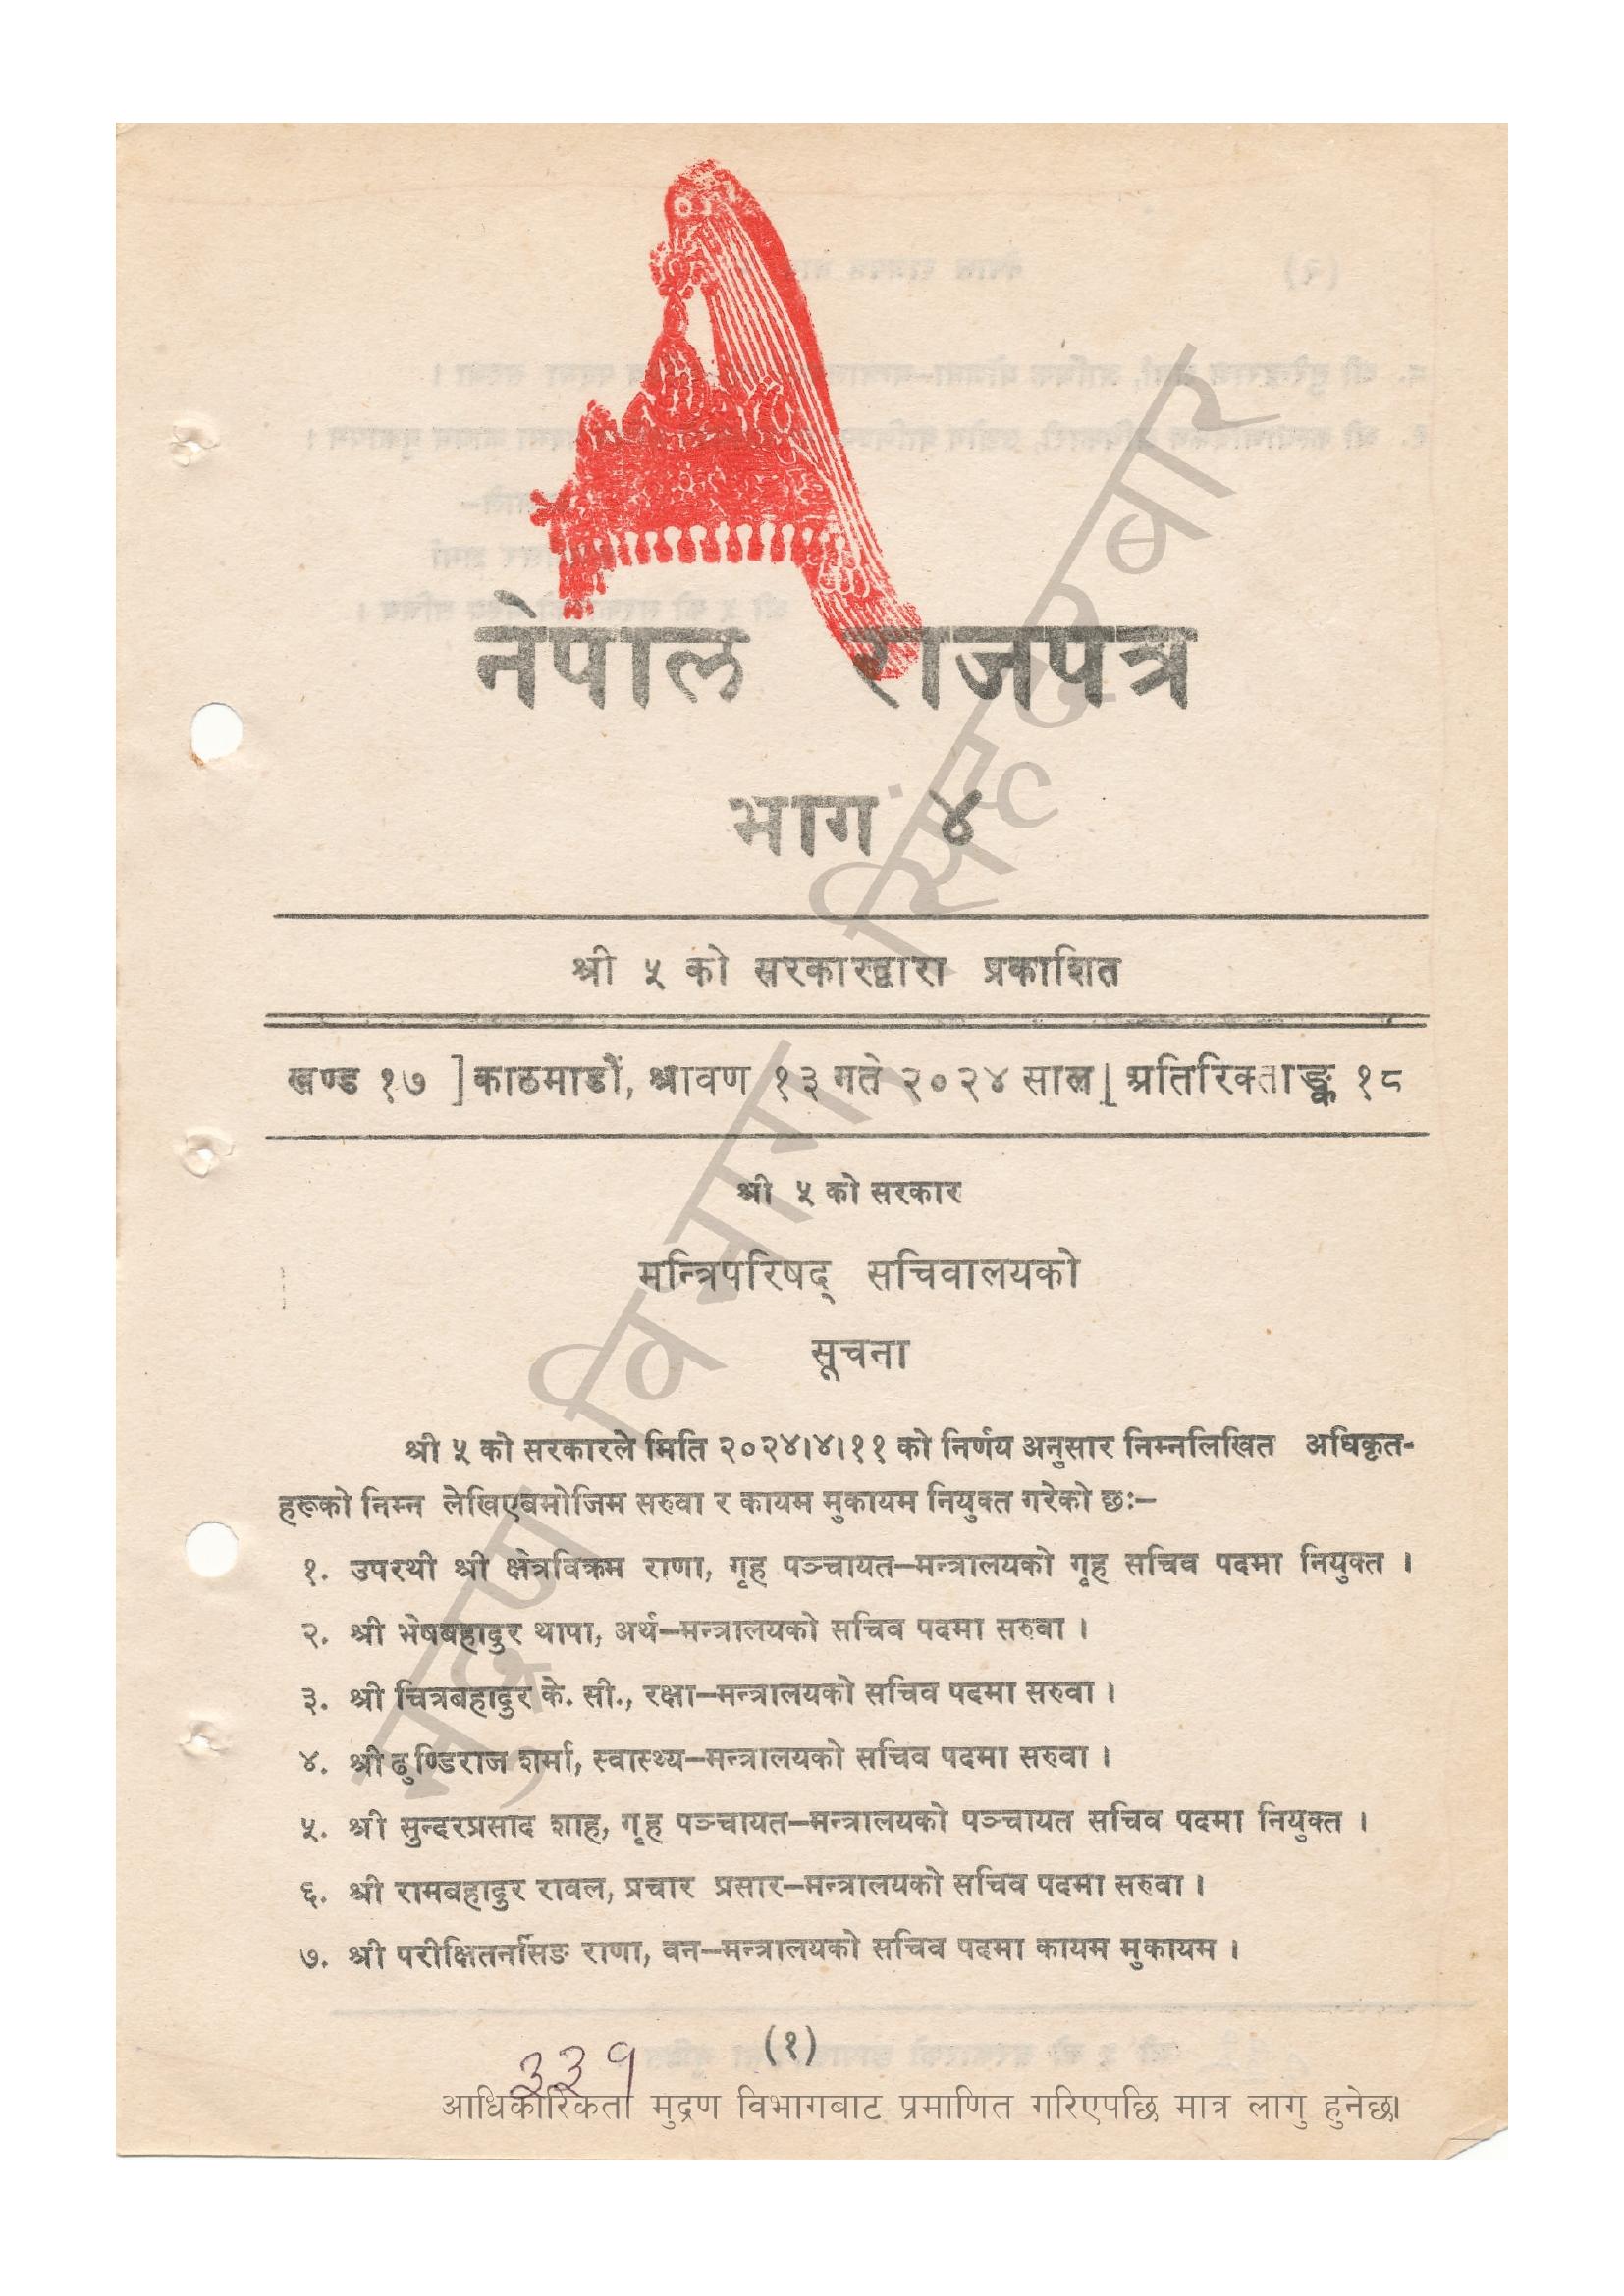 नेपाल राजपत्र
भाग ४
श्री ५ को सरकारद्वारा प्रकाशित
खण्ड १७ ] काठमाडौं, श्रावण १३ गते २०२४ साल [ अतिरिक्ताङ्क १८
श्री ५ को सरकार
मन्त्रिपरिषद् सचिवालयको
सूचना
श्री ५ को सरकारले मिति २०२४।४।११ को निर्णय अनुसार निम्नलिखित अधिकृत-
हरूको निम्न लेखिएबमोजिम सरुवा र कायम मुकायम नियुक्त गरेको छः–
१. उपरथी श्री क्षेत्रविक्रम राणा, गृह पञ्चायत–मन्त्रालयको गृह सचिव पदमा नियुक्त ।
२. श्री भेषबहादुर थापा, अर्थ–मन्त्रालयको सचिव पदमा सरुवा ।
३. श्री चित्रबहादुर के. सी., रक्षा–मन्त्रालयको सचिव पदमा सरुवा ।
४. श्री ढुण्डिराज शर्मा, स्वास्थ्य–मन्त्रालयको सचिव पदमा सरुवा ।
५. श्री सुन्दरप्रसाद शाह, गृह पञ्चायत–मन्त्रालयको पञ्चायत सचिव पदमा नियुक्त ।
६. श्री रामबहादुर रावल, प्रचार प्रसार–मन्त्रालयको सचिव पदमा सरुवा ।
७. श्री परीक्षितनर्सिङ राणा, वन–मन्त्रालयको सचिव पदमा कायम मुकायम ।
(१)
३३१
आधिकारिकता मुद्रण विभागबाट प्रमाणित गरिएपछि मात्र लागु हुनेछ।
मुद्रण विभाग, सिंहदरबार